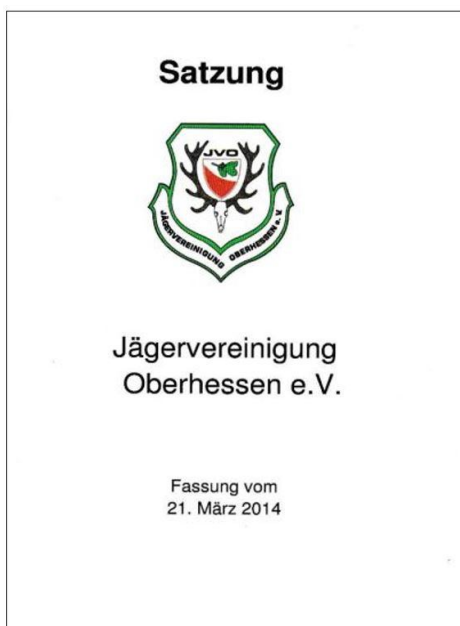 Satzung
JVO
JÄGERVEREINIGUNG OBERHESSEN e.V.
Jägervereinigung
Oberhessen e.V.
Fassung vom
21. März 2014